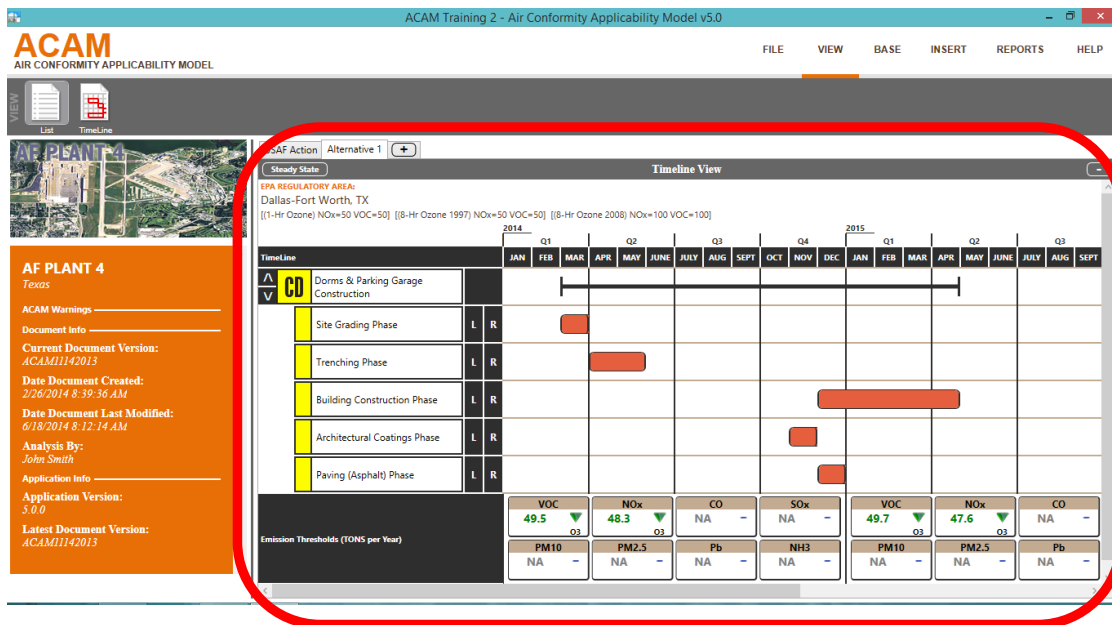 ACAM Training 2 - Air Conformity Applicability Model v5.0
ACAM
AIR CONFORMITY APPLICABILITY MODEL
FILE VIEW BASE INSERT REPORTS HELP
VIEW
List TimeLine
AF PLANT 4
AF PLANT 4
Texas
ACAM Warnings
Document Info
Current Document Version:
ACAM11142013
Date Document Created:
2/26/2014 8:39:36 AM
Date Document Last Modified:
6/18/2014 8:12:14 AM
Analysis By:
John Smith
Application Info
Application Version:
5.0.0
Latest Document Version:
ACAM11142013
SAF Action Alternative 1 +
Steady State Timeline View -
EPA REGULATORY AREA:
Dallas-Fort Worth, TX
[(1-Hr Ozone) NOx=50 VOC=50] [(8-Hr Ozone 1997) NOx=50 VOC=50] [(8-Hr Ozone 2008) NOx=100 VOC=100]
2014 2015
Q1 Q2 Q3 Q4 Q1 Q2 Q3
TimeLine JAN FEB MAR APR MAY JUNE JULY AUG SEPT OCT NOV DEC JAN FEB MAR APR MAY JUNE JULY AUG SEPT
CD Dorms & Parking Garage
Construction
Site Grading Phase L R
Trenching Phase L R
Building Construction Phase L R
Architectural Coatings Phase L R
Paving (Asphalt) Phase L R
Emission Thresholds (TONS per Year)
VOC NOx CO SOx VOC NOx CO
49.5 48.3 NA - NA - 49.7 47.6 NA -
O3 O3 O3 O3
PM10 PM2.5 Pb NH3 PM10 PM2.5 Pb
NA - NA - NA - NA - NA - NA - NA -